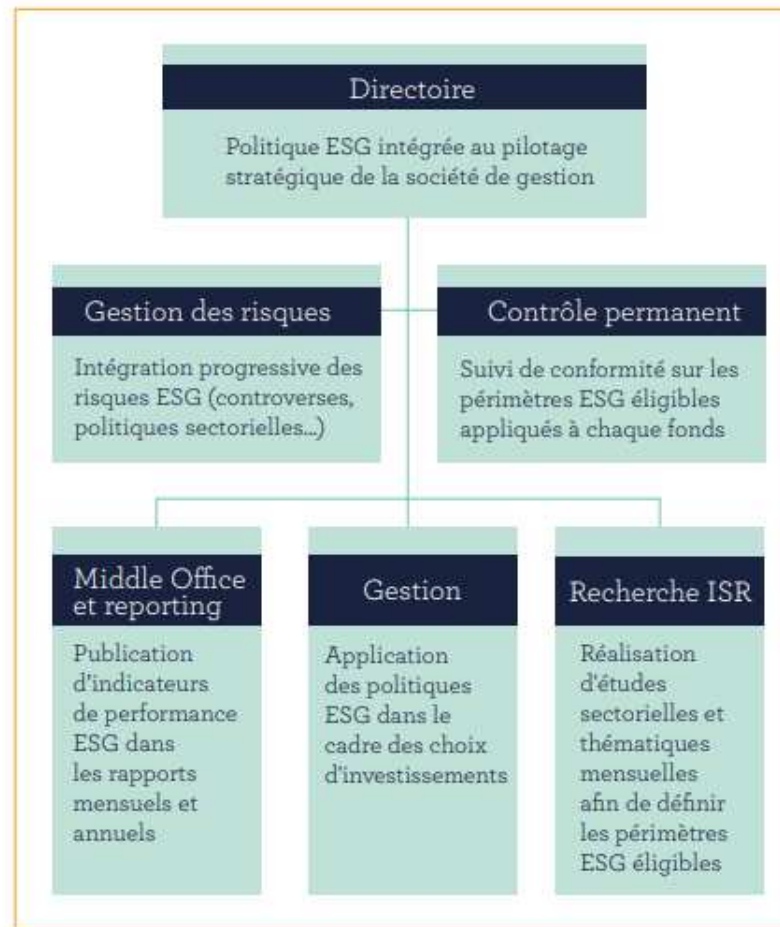 Directoire
Politique ESG intégrée au pilotage
stratégique de la société de gestion
Gestion des risques
Intégration progressive des
risques ESG (controverses,
politiques sectorielles...)
Contrôle permanent
Suivi de conformité sur les
périmètres ESG éligibles
appliqués à chaque fonds
Middle Office
et reporting
Publication
d'indicateurs
de performance
ESG dans
les rapports
mensuels et
annuels
Gestion
Application
des politiques
ESG dans le
cadre des choix
d'investissements
Recherche ISR
Réalisation
d'études
sectorielles et
thématiques
mensuelles
afin de définir
les périmètres
ESG éligibles